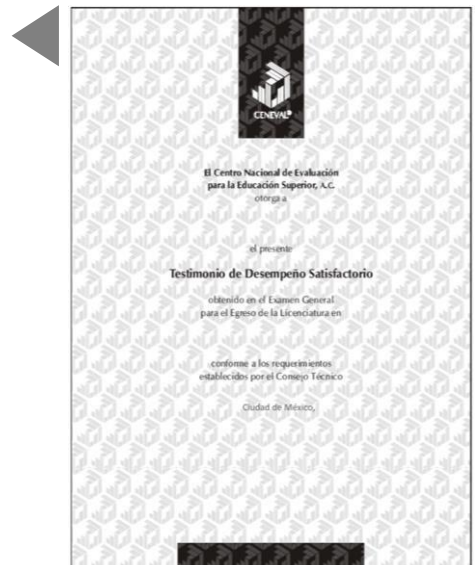 CENEVAL®
El Centro Nacional de Evaluación
para la Educación Superior, A.C.
otorga a
el presente
Testimonio de Desempeño Satisfactorio
obtenido en el Examen General
para el Egreso de la Licenciatura en
conforme a los requerimientos
establecidos por el Consejo Técnico
Ciudad de México,